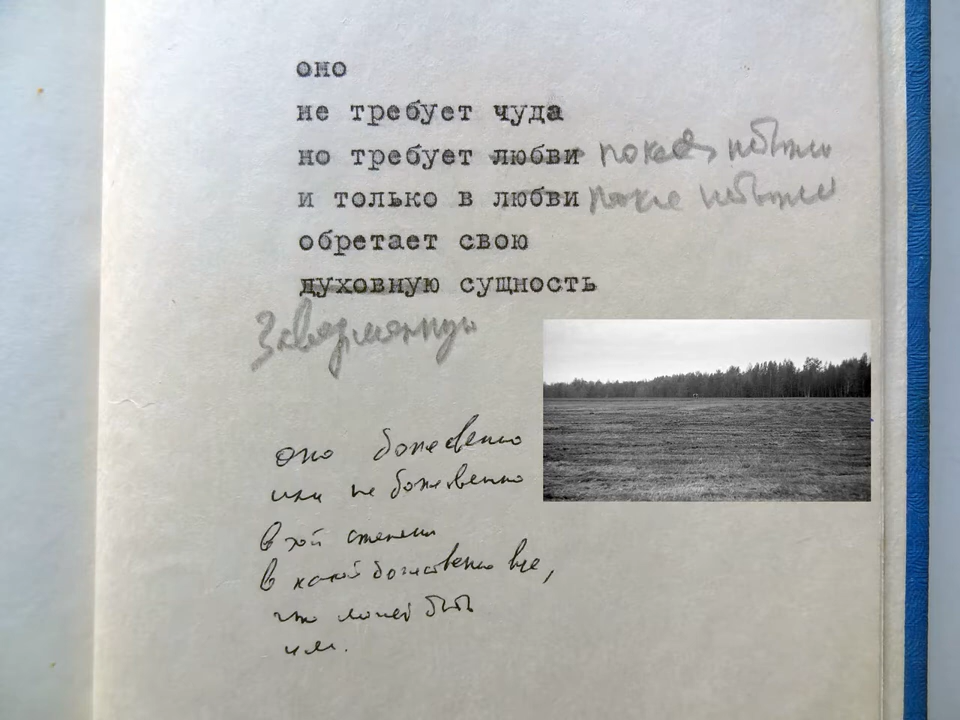 оно
не требует чуда
но требует любви
и только в любви
обретает свою
духовную сущность
оно божественно
или не божественно
в той степени
в какой божественно все,
что может быть
им.